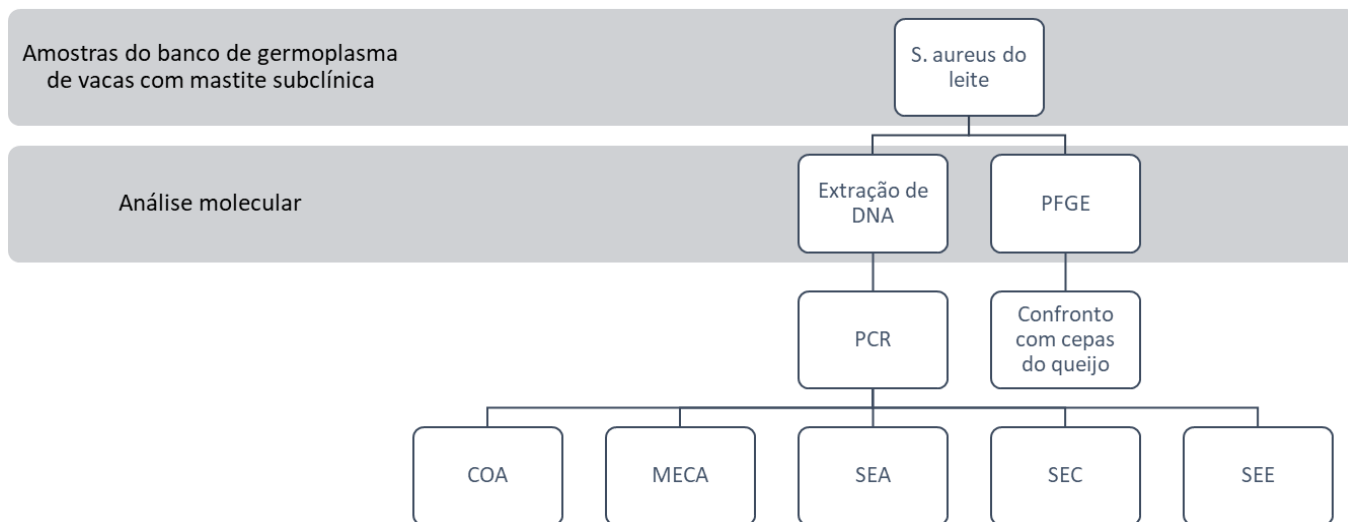 Amostras do banco de germoplasma
de vacas com mastite subclínica
S. aureus do
leite
Análise molecular
Extração de
DNA
PFGE
PCR
Confronto
com cepas
do queijo
COA
MECA
SEA
SEC
SEE